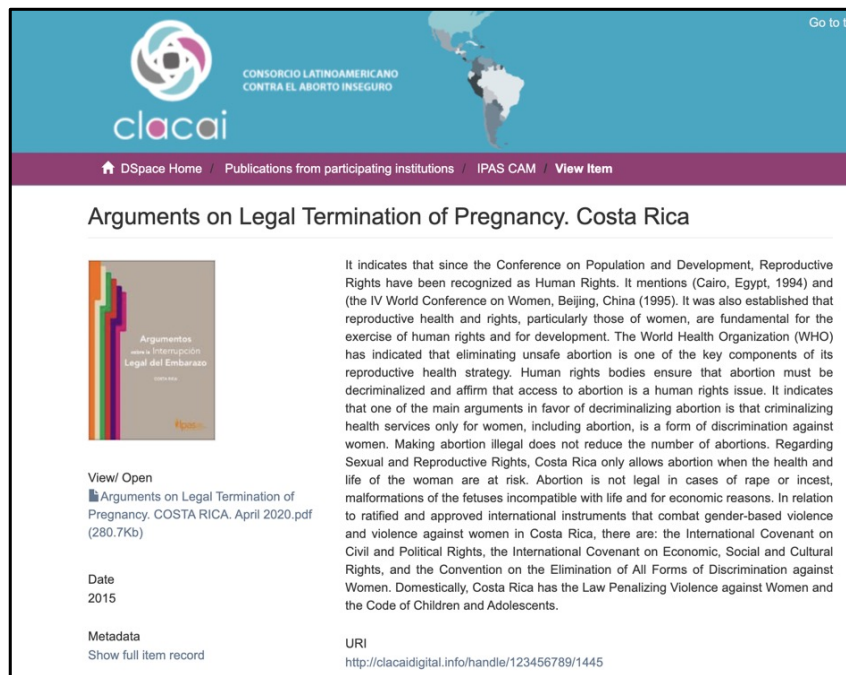 Go to t
CONSORCIO LATINOAMERICANO
CONTRA EL ABORTO INSEGURO
clacai
DSpace Home / Publications from participating institutions / IPAS CAM / View Item
Arguments on Legal Termination of Pregnancy. Costa Rica
Argumentos
sobre la Interrupción
Legal del Embarazo
COSTA RICA
Ipas
View/ Open
Arguments on Legal Termination of
Pregnancy. COSTA RICA. April 2020.pdf
(280.7Kb)
Date
2015
Metadata
Show full item record
It indicates that since the Conference on Population and Development, Reproductive
Rights have been recognized as Human Rights. It mentions (Cairo, Egypt, 1994) and
(the IV World Conference on Women, Beijing, China (1995). It was also established that
reproductive health and rights, particularly those of women, are fundamental for the
exercise of human rights and for development. The World Health Organization (WHO)
has indicated that eliminating unsafe abortion is one of the key components of its
reproductive health strategy. Human rights bodies ensure that abortion must be
decriminalized and affirm that access to abortion is a human rights issue. It indicates
that one of the main arguments in favor of decriminalizing abortion is that criminalizing
health services only for women, including abortion, is a form of discrimination against
women. Making abortion illegal does not reduce the number of abortions. Regarding
Sexual and Reproductive Rights, Costa Rica only allows abortion when the health and
life of the woman are at risk. Abortion is not legal in cases of rape or incest,
malformations of the fetuses incompatible with life and for economic reasons. In relation
to ratified and approved international instruments that combat gender-based violence
and violence against women in Costa Rica, there are: the International Covenant on
Civil and Political Rights, the International Covenant on Economic, Social and Cultural
Rights, and the Convention on the Elimination of All Forms of Discrimination against
Women. Domestically, Costa Rica has the Law Penalizing Violence against Women and
the Code of Children and Adolescents.
URI
http://clacaidigital.info/handle/123456789/1445